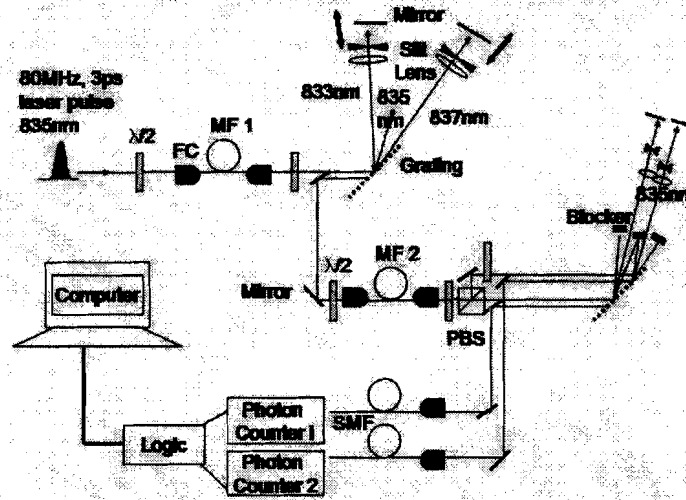 Mirror
Slit
Lens
80MHz, 3ps
laser pulse
835nm
833nm
835
nm
837nm
λ/2
FC
MF 1
Grating
835nm
Blocker
λ/2
MF 2
Mirror
PBS
Computer
Photon
Counter 1
SMF
Logic
Photon
Counter 2